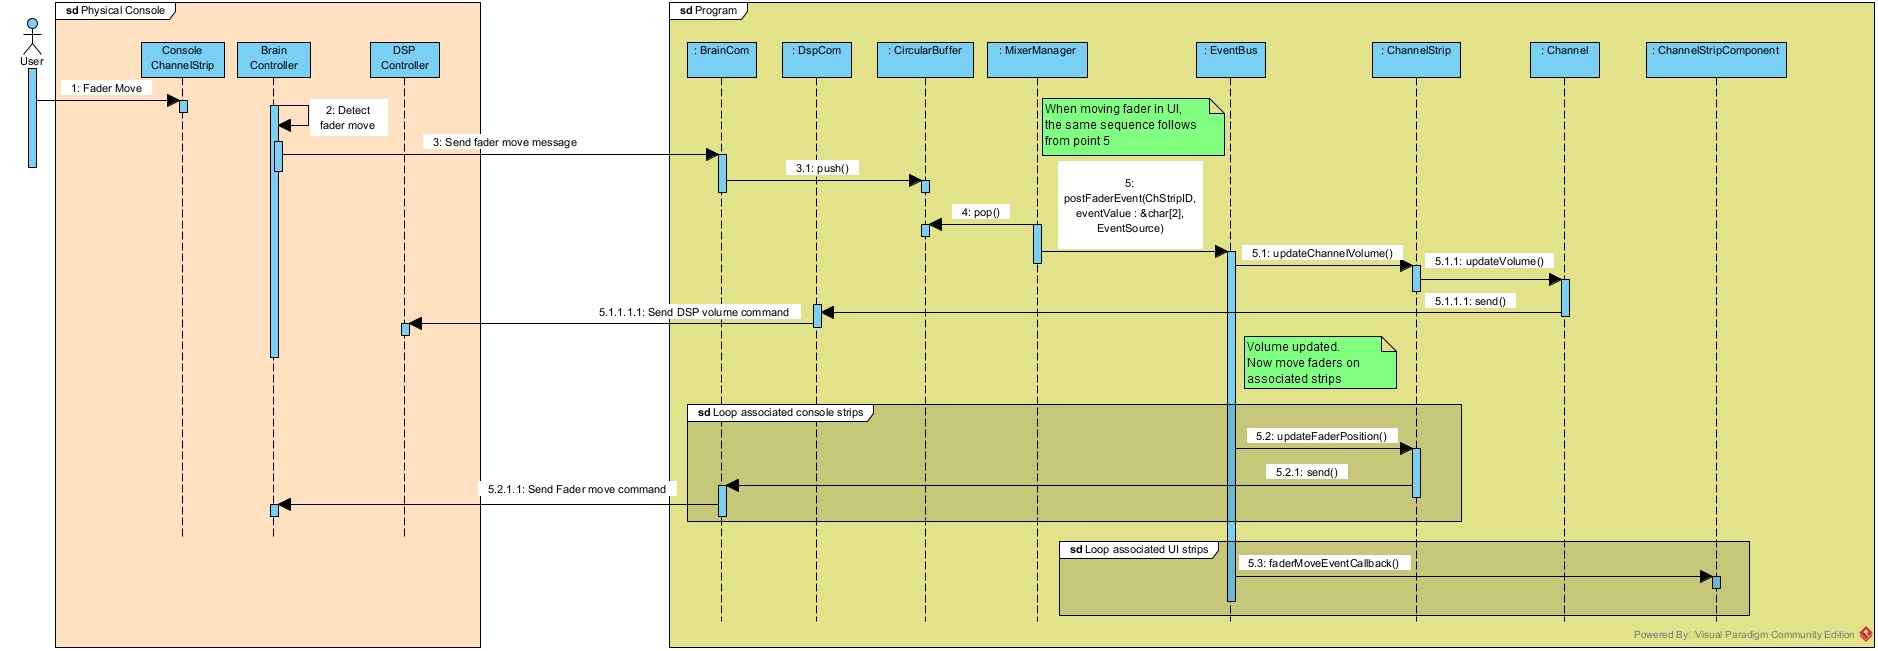 sd Physical Console
sd Program
User
Console
ChannelStrip
Brain
Controller
DSP
Controller
: BrainCom
: DspCom
: CircularBuffer
: MixerManager
: EventBus
: ChannelStrip
: Channel
: ChannelStripComponent
1: Fader Move
2: Detect
fader move
When moving fader in UI,
the same sequence follows
from point 5
3: Send fader move message
3.1: push()
5:
postFaderEvent(ChStripID,
eventValue : &char[2],
EventSource)
4: pop()
5.1: updateChannelVolume()
5.1.1: updateVolume()
5.1.1.1: send()
5.1.1.1.1: Send DSP volume command
Volume updated.
Now move faders on
associated strips
sd Loop associated console strips
5.2: updateFaderPosition()
5.2.1: send()
5.2.1.1: Send Fader move command
sd Loop associated UI strips
5.3: faderMoveEventCallback()
Powered By Visual Paradigm Community Edition